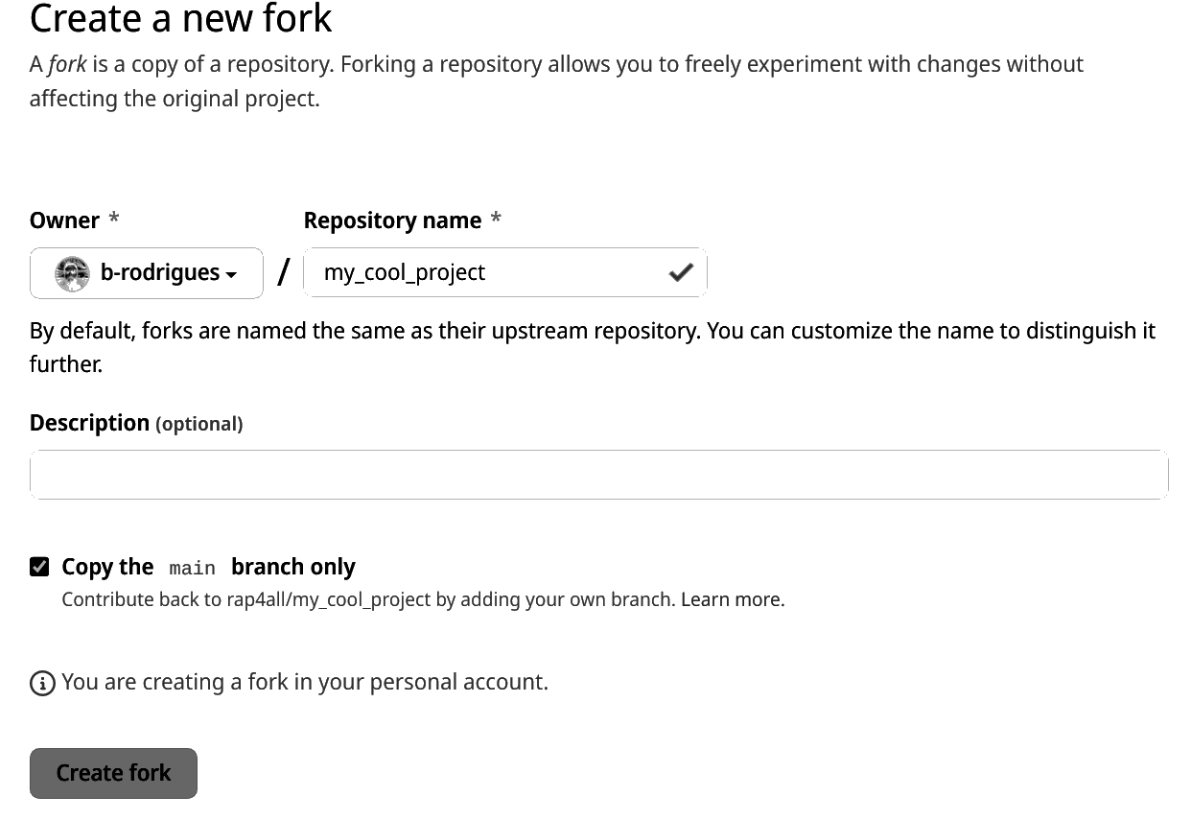 Create a new fork
A fork is a copy of a repository. Forking a repository allows you to freely experiment with changes without
affecting the original project.
Owner * Repository name *
b-rodrigues / my_cool_project
By default, forks are named the same as their upstream repository. You can customize the name to distinguish it
further.
Description (optional)
Copy the main branch only
Contribute back to rap4all/my_cool_project by adding your own branch. Learn more.
You are creating a fork in your personal account.
Create fork